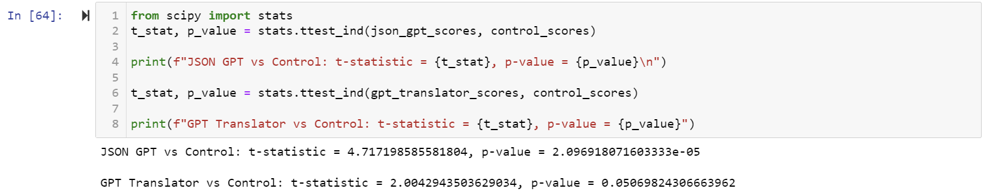 In [64]:
1 from scipy import stats
2 t_stat, p_value = stats.ttest_ind(json_gpt_scores, control_scores)
3
4 print(f"JSON GPT vs Control: t-statistic = {t_stat}, p-value = {p_value}\n")
5
6 t_stat, p_value = stats.ttest_ind(gpt_translator_scores, control_scores)
7
8 print(f"GPT Translator vs Control: t-statistic = {t_stat}, p-value = {p_value}")
JSON GPT vs Control: t-statistic = 4.717198585581804, p-value = 2.096918071603333e-05
GPT Translator vs Control: t-statistic = 2.0042943503629034, p-value = 0.05069824306663962